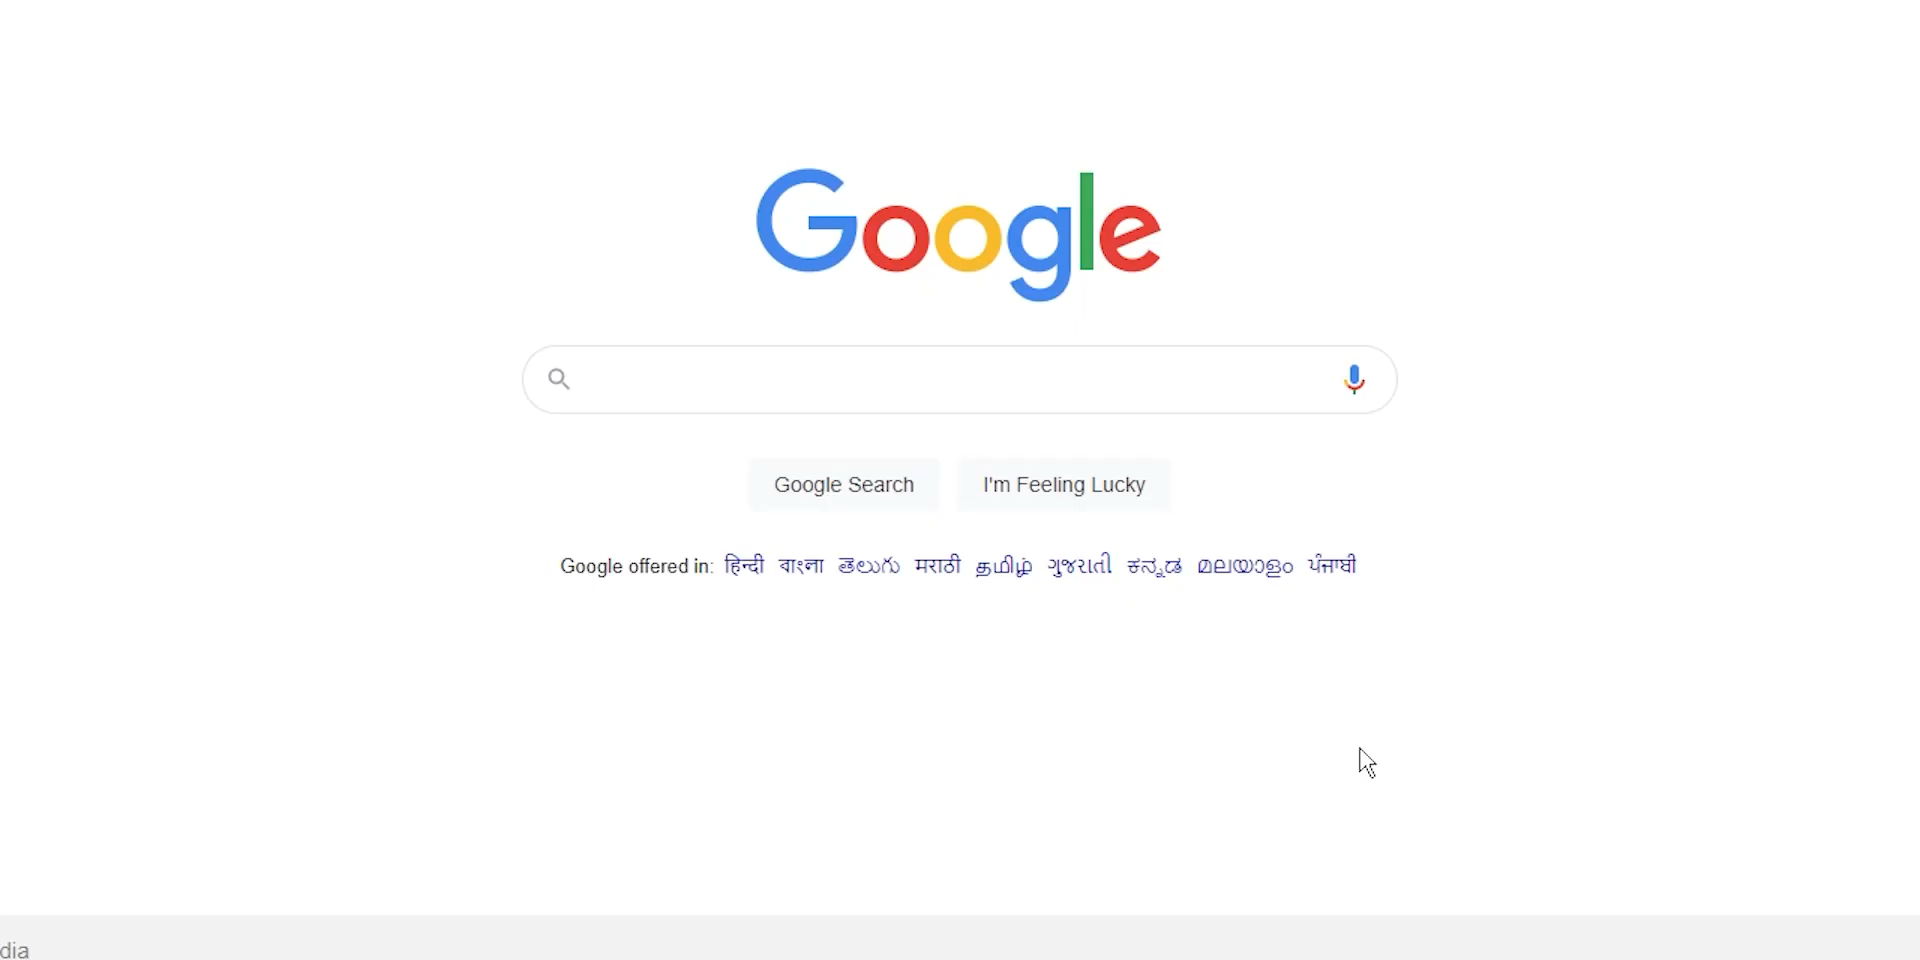 Google
Google Search
I'm Feeling Lucky
Google offered in: हिन्दी বাংলা తెలుగు मराठी தமிழ் ગુજરાતી ಕನ್ನಡ മലയാളം ਪੰਜਾਬੀ
dia